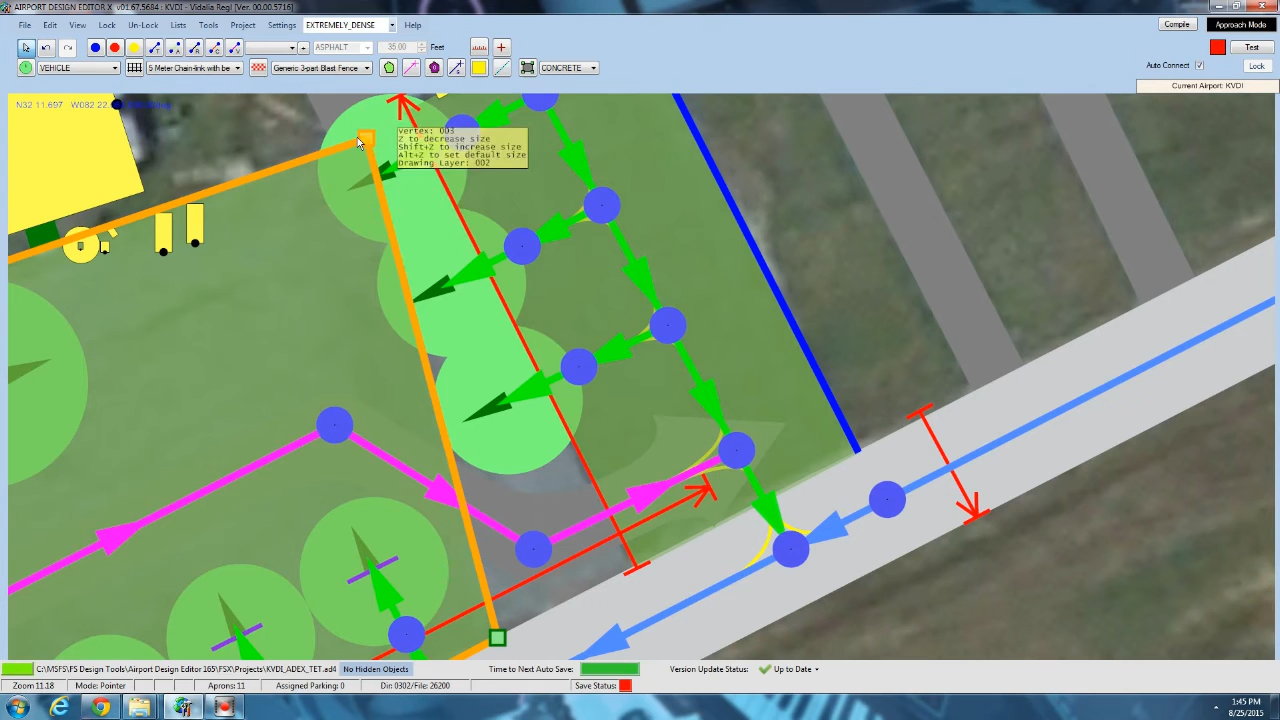 AIRPORT DESIGN EDITOR X v01.67.5684 : KVDI - Vidalia Regl [Ver. 00.00.5716]
File Edit View Lock Un-Lock Lists Tools Project Settings EXTREMELY_DENSE Help
Compile Approach Mode
ASPHALT 35.00 Feet
Test
VEHICLE 5 Meter Chain-link with be Generic 3-part Blast Fence CONCRETE
Auto Connect Lock
Current Airport: KVDI
N32 11.697 W082 22.
Vertex: 003
Z to decrease size
Shift+Z to increase size
Alt+Z to set default size
Drawing Layer: 002
C:\MSFS\FS Design Tools\Airport Design Editor 165\FSX\Projects\KVDI_ADEX_TET.ad4 No Hidden Objects Time to Next Auto Save: Version Update Status: Up to Date
Zoom 11.18 Mode: Pointer Aprons: 11 Assigned Parking: 0 Dir: 0302/File: 26200 Save Status:
1:45 PM
8/25/2015